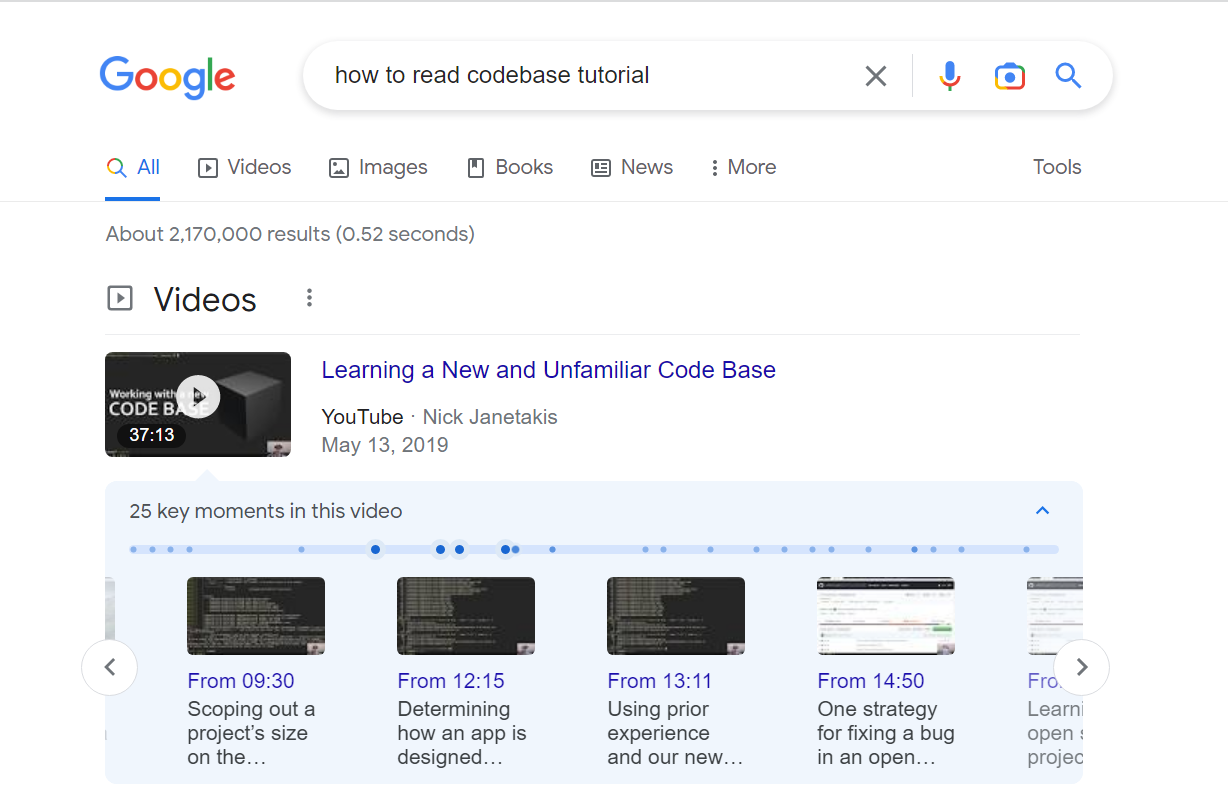 Google
how to read codebase tutorial
All
Videos
Images
Books
News
More
Tools
About 2,170,000 results (0.52 seconds)
Videos
Working with a new
CODE BASE
37:13
Learning a New and Unfamiliar Code Base
YouTube · Nick Janetakis
May 13, 2019
25 key moments in this video
From 09:30
Scoping out a
project’s size
on the…
From 12:15
Determining
how an app is
designed…
From 13:11
Using prior
experience
and our new…
From 14:50
One strategy
for fixing a bug
in an open…
Fro
Learni
open s
projec